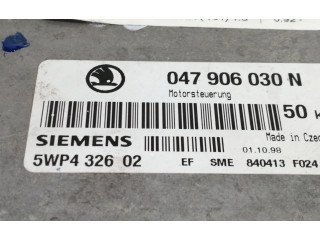 047 906 030 N
Motorsteuerung
50
SIEMENS
Made in
5WP4 326 02
01.10.98
EF SME 840413 F024